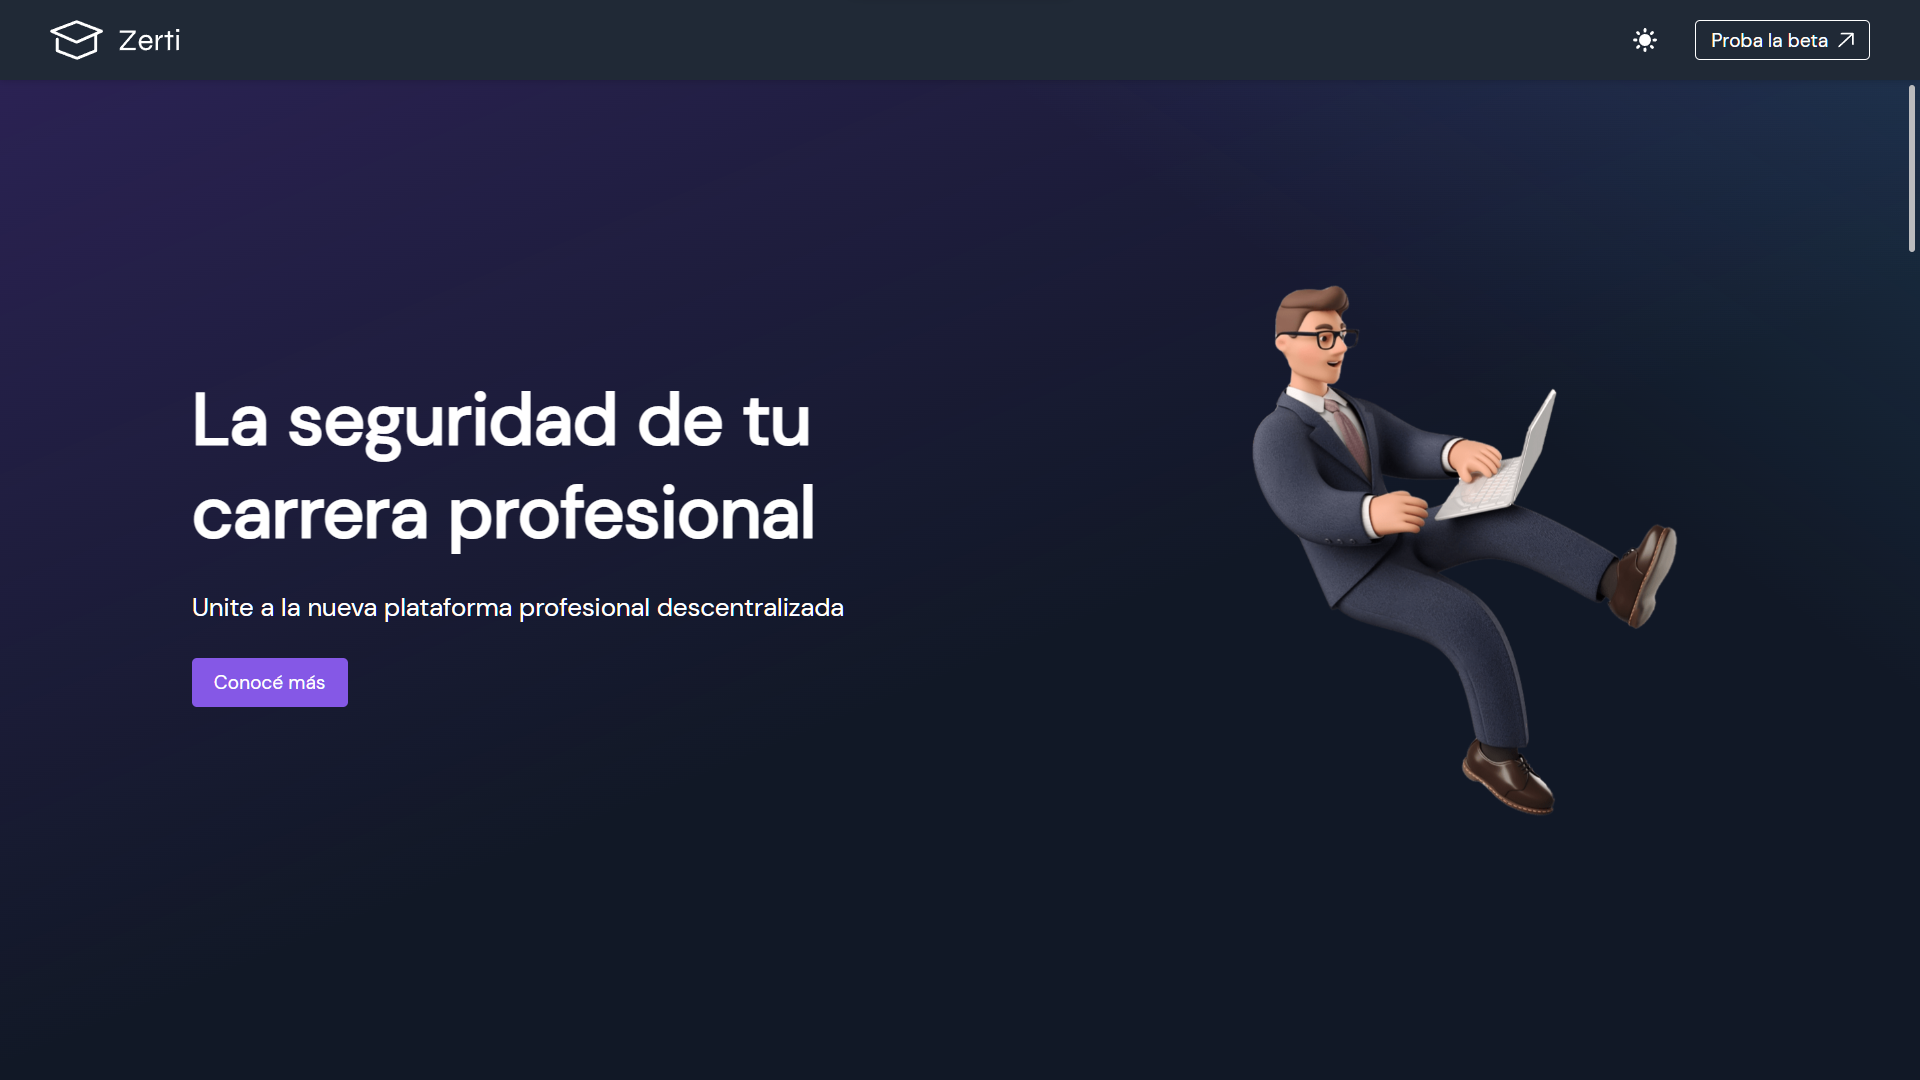 Zerti
Proba la beta
La seguridad de tu
carrera profesional
Unite a la nueva plataforma profesional descentralizada
Conocé más